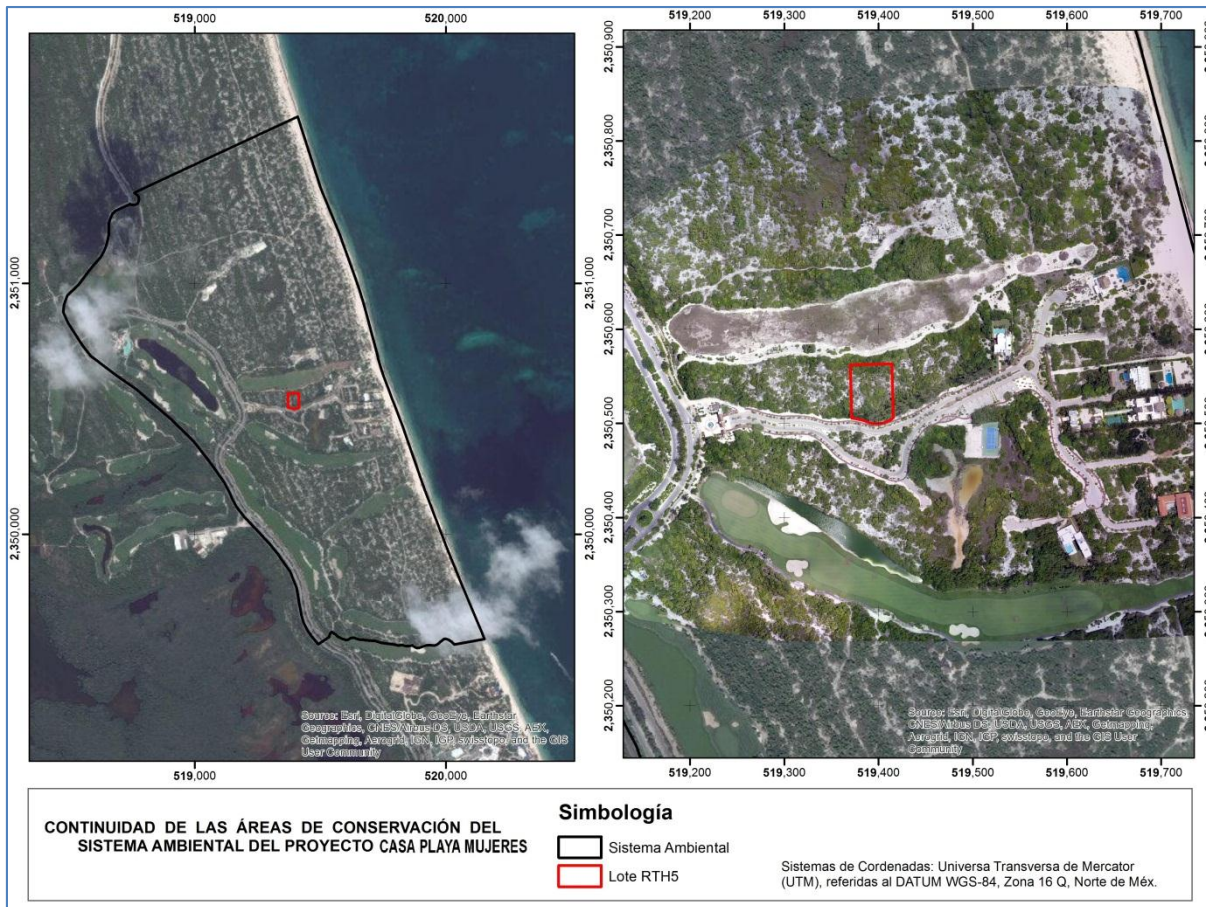 519,000
520,000
2,351,000
2,350,000
2,351,000
2,350,000
519,000
520,000
Source: Esri, DigitalGlobe, GeoEye, Earthstar
Geographics, CNES/Airbus DS, USDA, USGS, AEX,
Getmapping, Aerogrid, IGN, IGP, swisstopo, and the GIS
User Community
519,200
519,300
519,400
519,500
519,600
519,700
2,350,900
2,350,800
2,350,700
2,350,600
2,350,500
2,350,400
2,350,300
2,350,200
519,200
519,300
519,400
519,500
519,600
519,700
Source: Esri, DigitalGlobe, GeoEye, Earthstar Geographics,
CNES/Airbus DS, USDA, USGS, AEX, Getmapping,
Aerogrid, IGN, IGP, swisstopo, and the GIS User
Community
CONTINUIDAD DE LAS ÁREAS DE CONSERVACIÓN DEL
SISTEMA AMBIENTAL DEL PROYECTO CASA PLAYA MUJERES
Simbología
Sistema Ambiental
Lote RTH5
Sistemas de Cordenadas: Universa Transversa de Mercator
(UTM), referidas al DATUM WGS-84, Zona 16 Q, Norte de Méx.